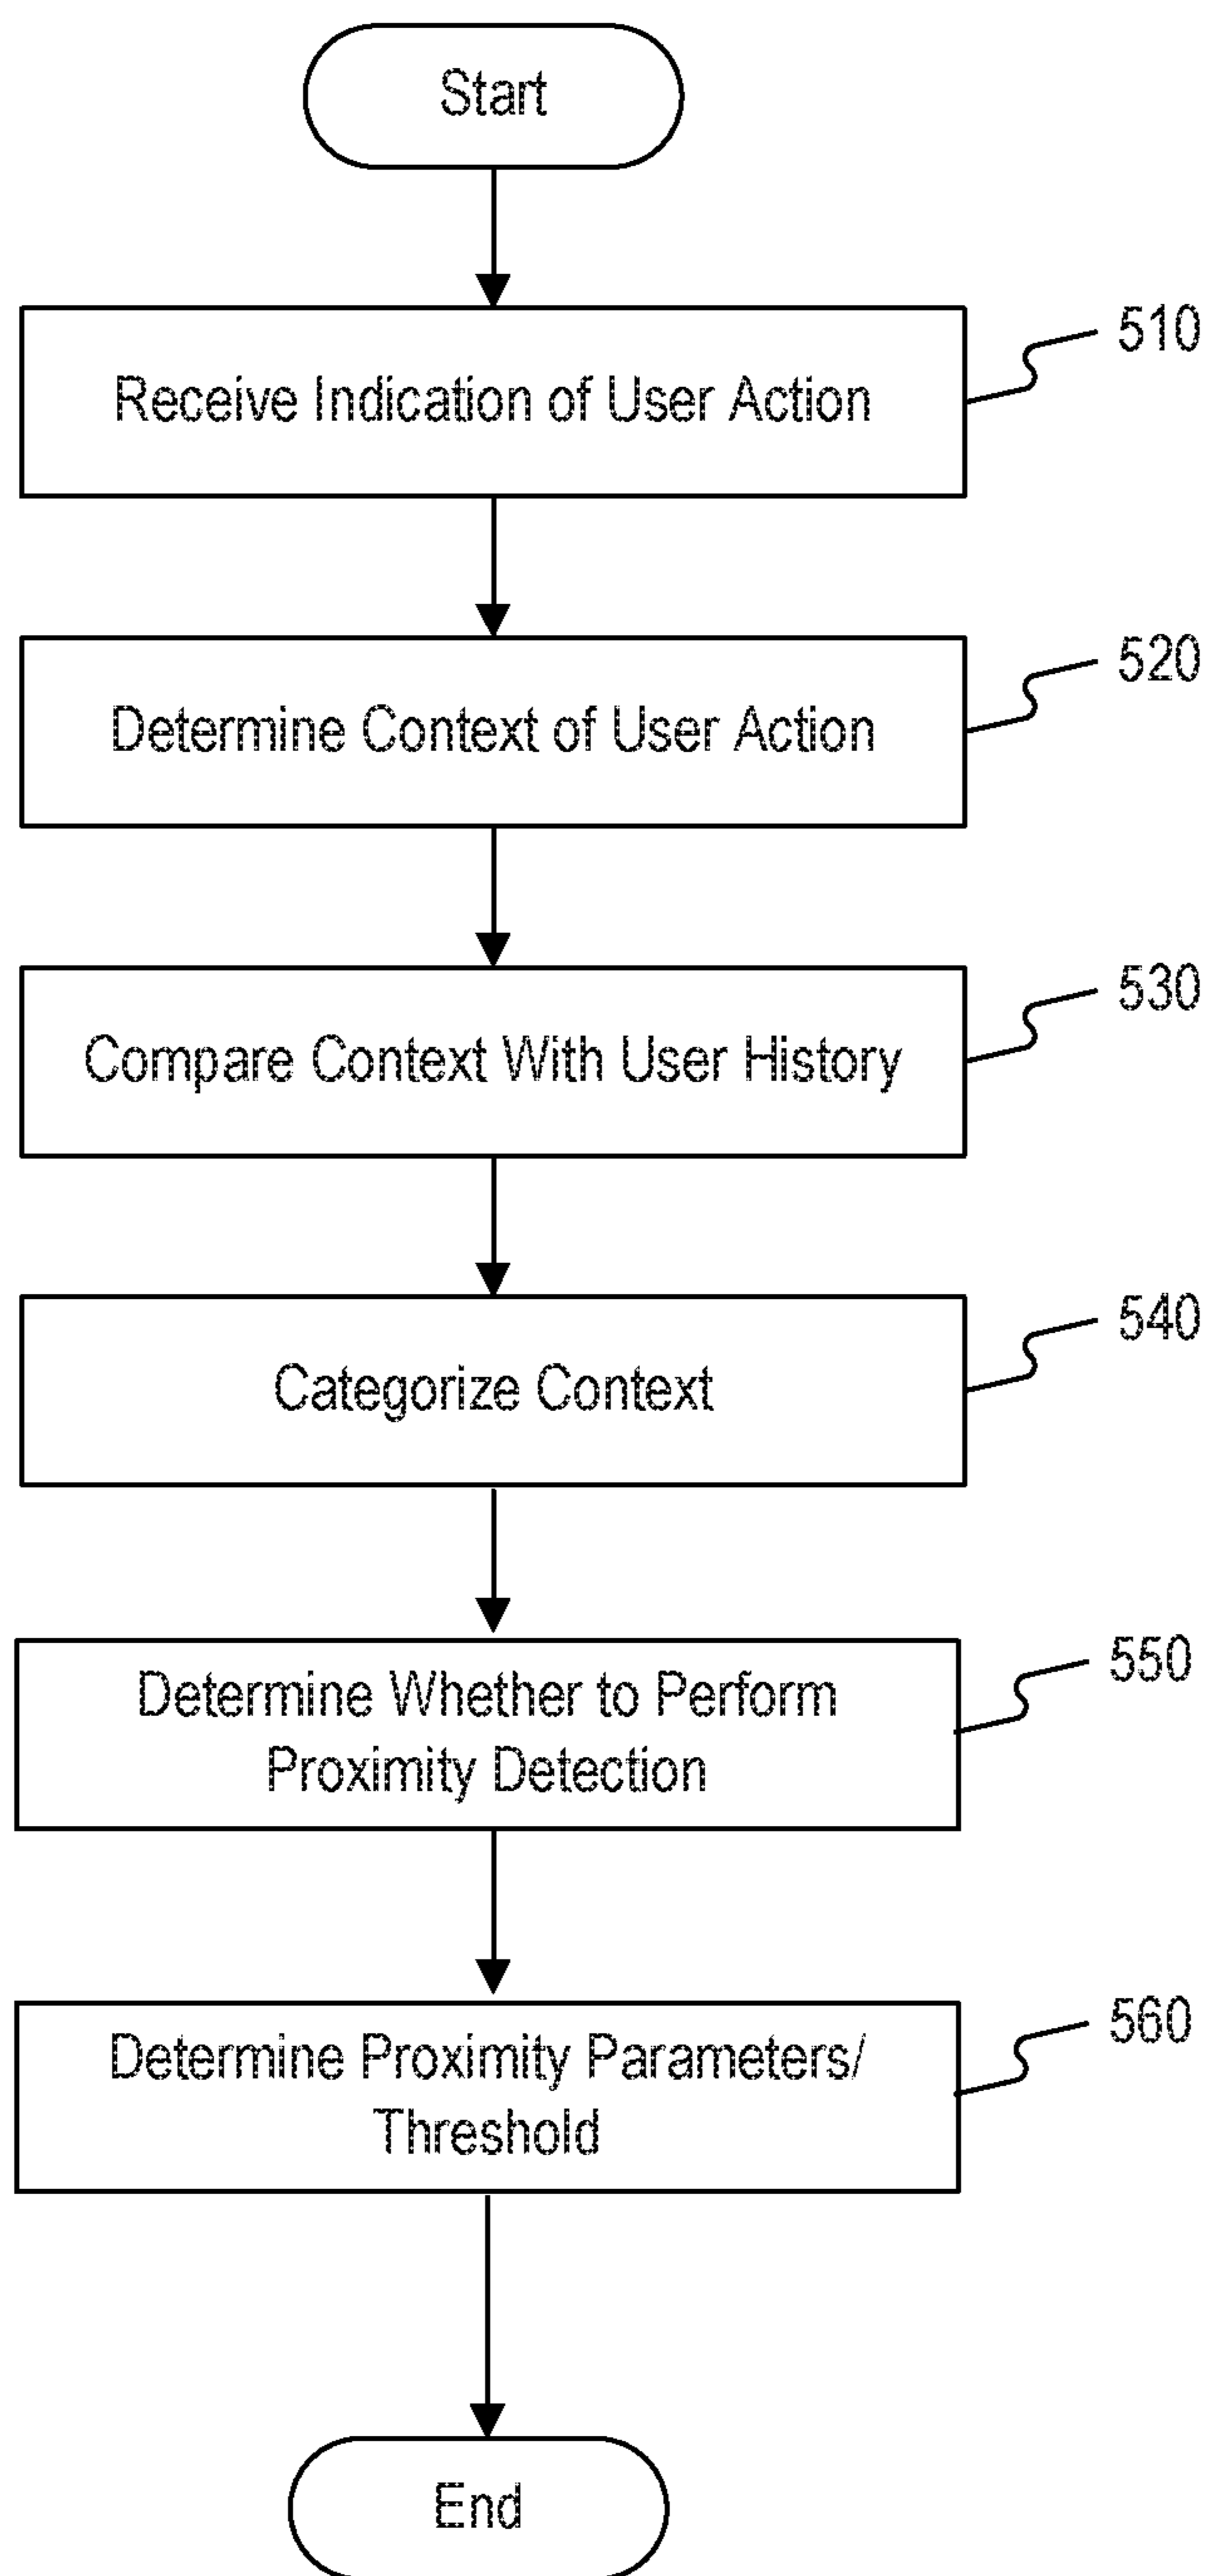 Start
Receive Indication of User Action
510
Determine Context of User Action
520
Compare Context With User History
530
Categorize Context
540
Determine Whether to Perform
Proximity Detection
550
Determine Proximity Parameters/
Threshold
560
End